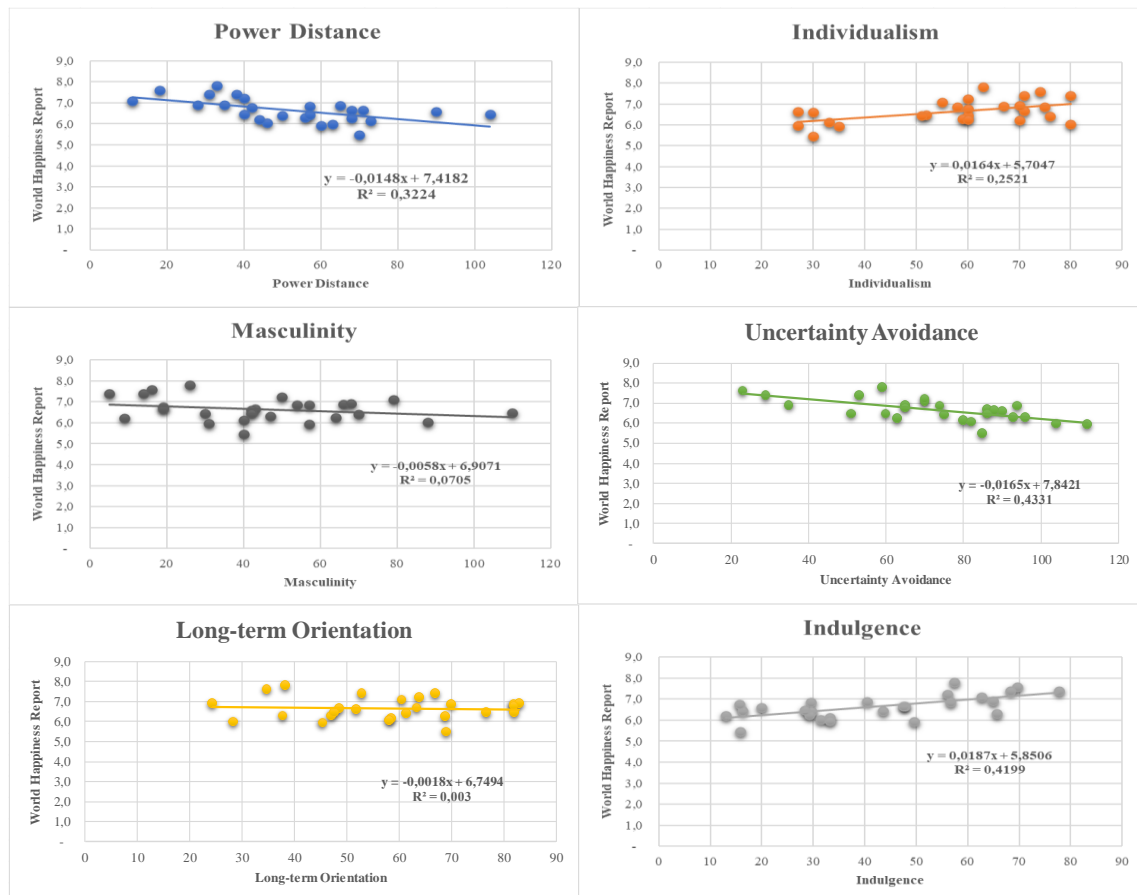 Power Distance
World Happiness Report
9,0
8,0
7,0
6,0
5,0
4,0
3,0
2,0
1,0
-
y = -0,0148x + 7,4182
R² = 0,3224
0 20 40 60 80 100 120
Power Distance
Individualism
World Happiness Report
9,0
8,0
7,0
6,0
5,0
4,0
3,0
2,0
1,0
-
y = 0,0164x + 5,7047
R² = 0,2521
0 10 20 30 40 50 60 70 80 90
Individualism
Masculinity
World Happiness Report
9,0
8,0
7,0
6,0
5,0
4,0
3,0
2,0
1,0
-
y = -0,0058x + 6,9071
R² = 0,0705
0 20 40 60 80 100 120
Masculinity
Uncertainty Avoidance
World Happiness Report
9,0
8,0
7,0
6,0
5,0
4,0
3,0
2,0
1,0
-
y = -0,0165x + 7,8421
R² = 0,4331
0 20 40 60 80 100 120
Uncertainty Avoidance
Long-term Orientation
World Happiness Report
9,0
8,0
7,0
6,0
5,0
4,0
3,0
2,0
1,0
-
y = -0,0018x + 6,7494
R² = 0,003
0 10 20 30 40 50 60 70 80 90
Long-term Orientation
Indulgence
World Happiness Report
9,0
8,0
7,0
6,0
5,0
4,0
3,0
2,0
1,0
-
y = 0,0187x + 5,8506
R² = 0,4199
0 10 20 30 40 50 60 70 80 90
Indulgence